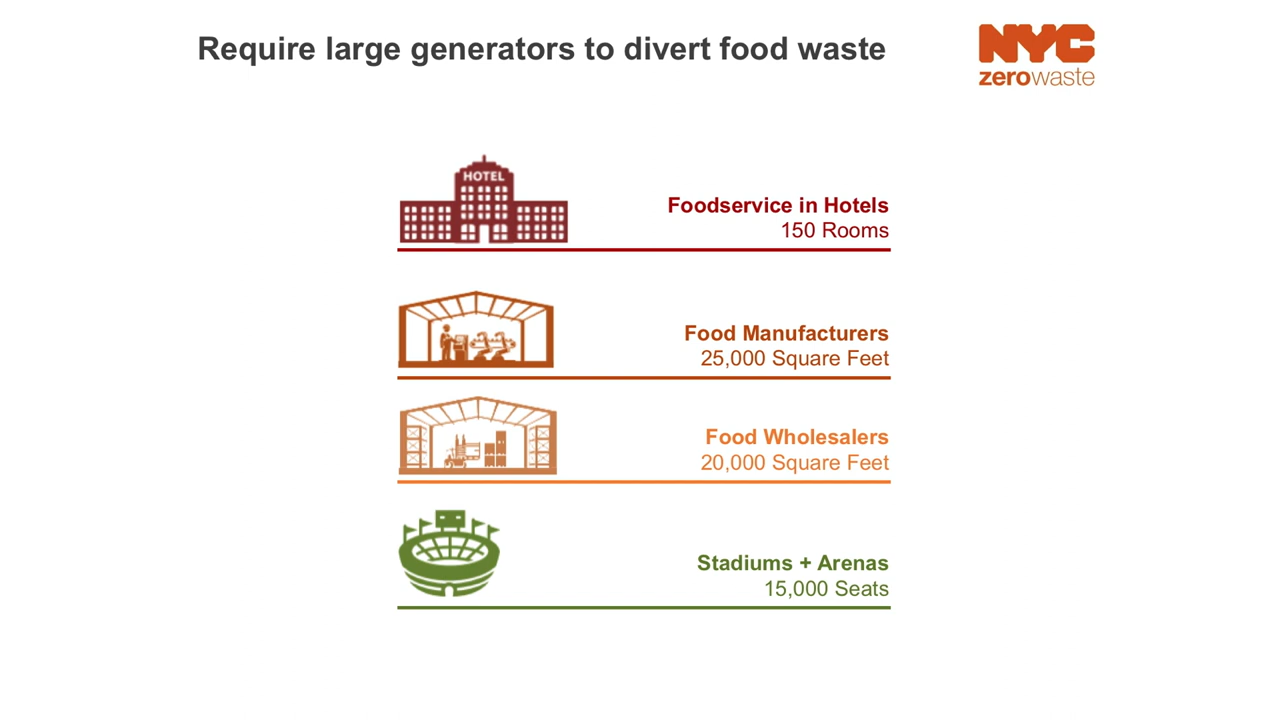 Require large generators to divert food waste
NYC
zerowaste
HOTEL
Foodservice in Hotels
150 Rooms
Food Manufacturers
25,000 Square Feet
Food Wholesalers
20,000 Square Feet
Stadiums + Arenas
15,000 Seats